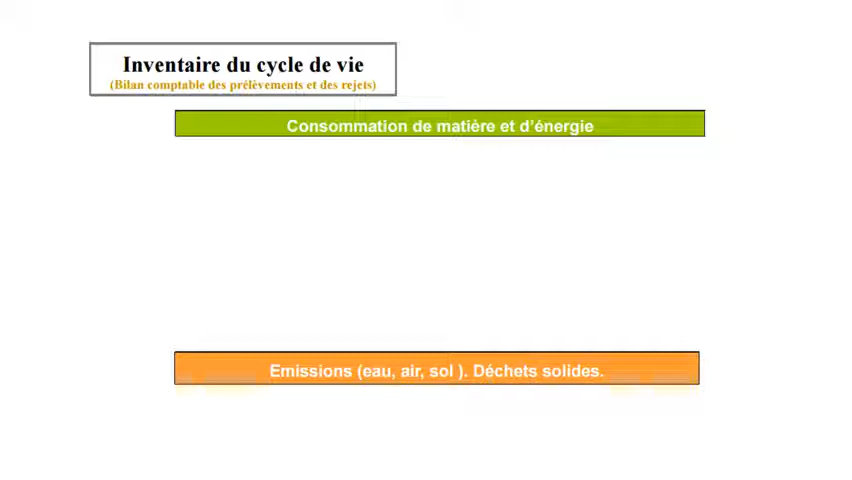 Inventaire du cycle de vie
(Bilan comptable des prélèvements et des rejets)
Consommation de matière et d'énergie
Emissions (eau, air, sol ). Déchets solides.